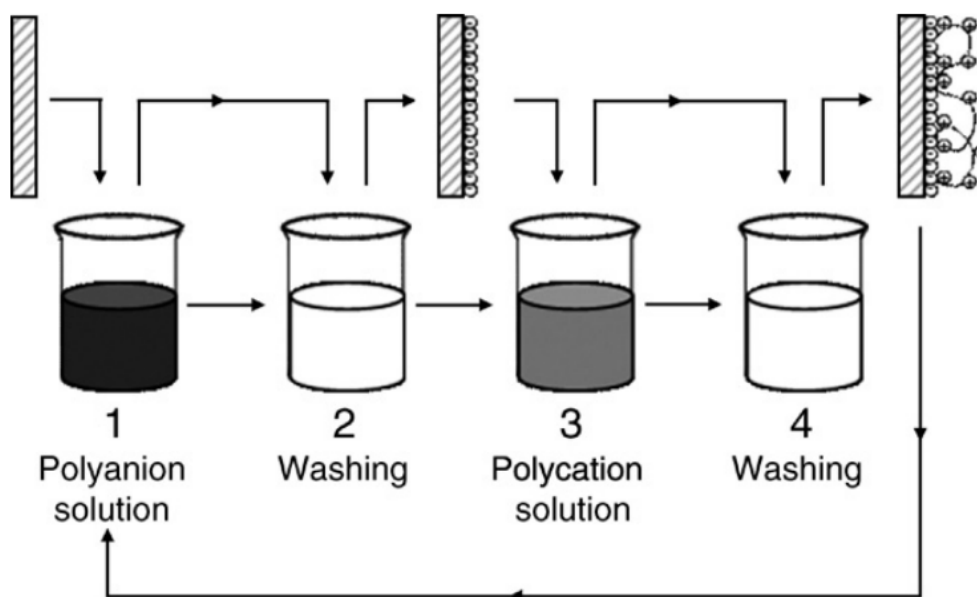 1
Polyanion
solution
2
Washing
3
Polycation
solution
4
Washing